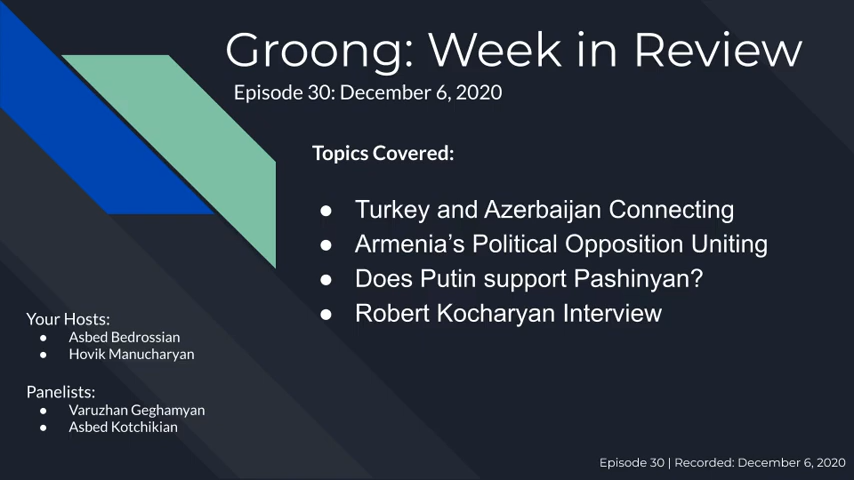 Groong: Week in Review
Episode 30: December 6, 2020
Topics Covered:
● Turkey and Azerbaijan Connecting
● Armenia’s Political Opposition Uniting
● Does Putin support Pashinyan?
● Robert Kocharyan Interview
Your Hosts:
● Asbed Bedrossian
● Hovik Manucharyan
Panelists:
● Varuzhan Geghamyan
● Asbed Kotchikian
Episode 30 | Recorded: December 6, 2020